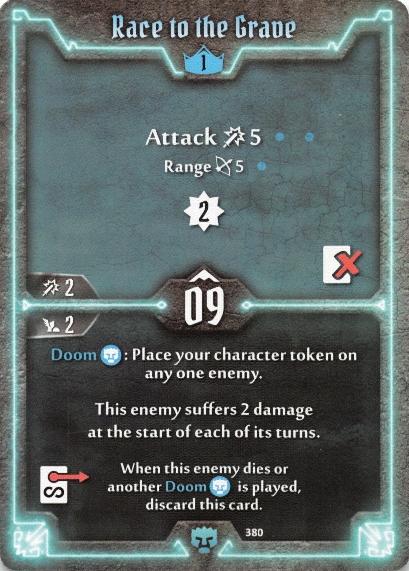 Race to the Grave
1
Attack 5
Range 5
2
2
09
2
Doom : Place your character token on
any one enemy.
This enemy suffers 2 damage
at the start of each of its turns.
When this enemy dies or
another Doom is played,
discard this card.
380